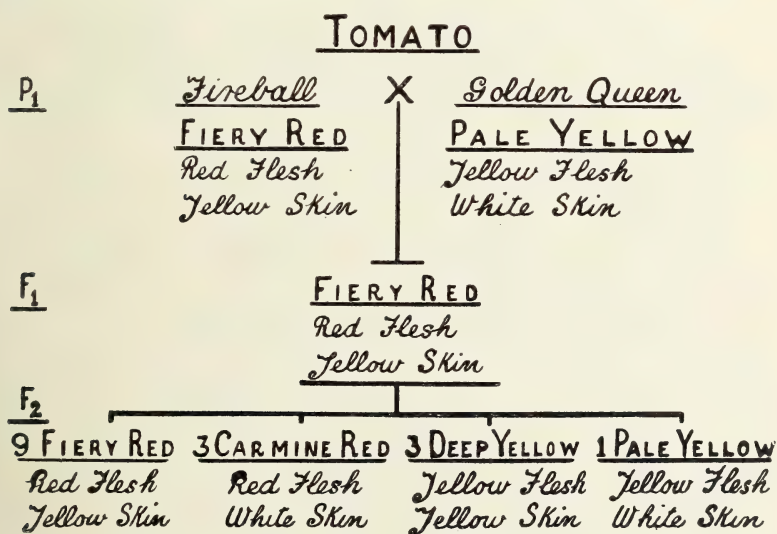 TOMATO
P1 Fireball X Golden Queen
FIERY RED PALE YELLOW
Red Flesh Yellow Flesh
Yellow Skin White Skin
F1 FIERY RED
Red Flesh
Yellow Skin
F2
9 FIERY RED 3 CARMINE RED 3 DEEP YELLOW 1 PALE YELLOW
Red Flesh Red Flesh Yellow Flesh Yellow Flesh
Yellow Skin White Skin Yellow Skin White Skin